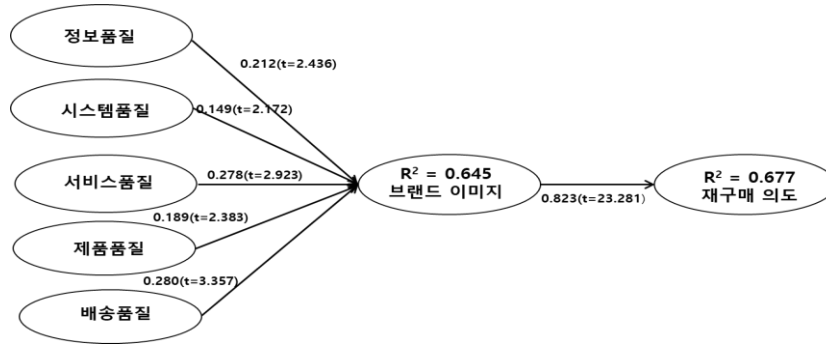 정보품질
0.212(t=2.436)
시스템품질
0.149(t=2.172)
서비스품질
0.278(t=2.923)
R² = 0.645
브랜드 이미지
0.823(t=23.281)
R² = 0.677
재구매 의도
0.189(t=2.383)
제품품질
0.280(t=3.357)
배송품질